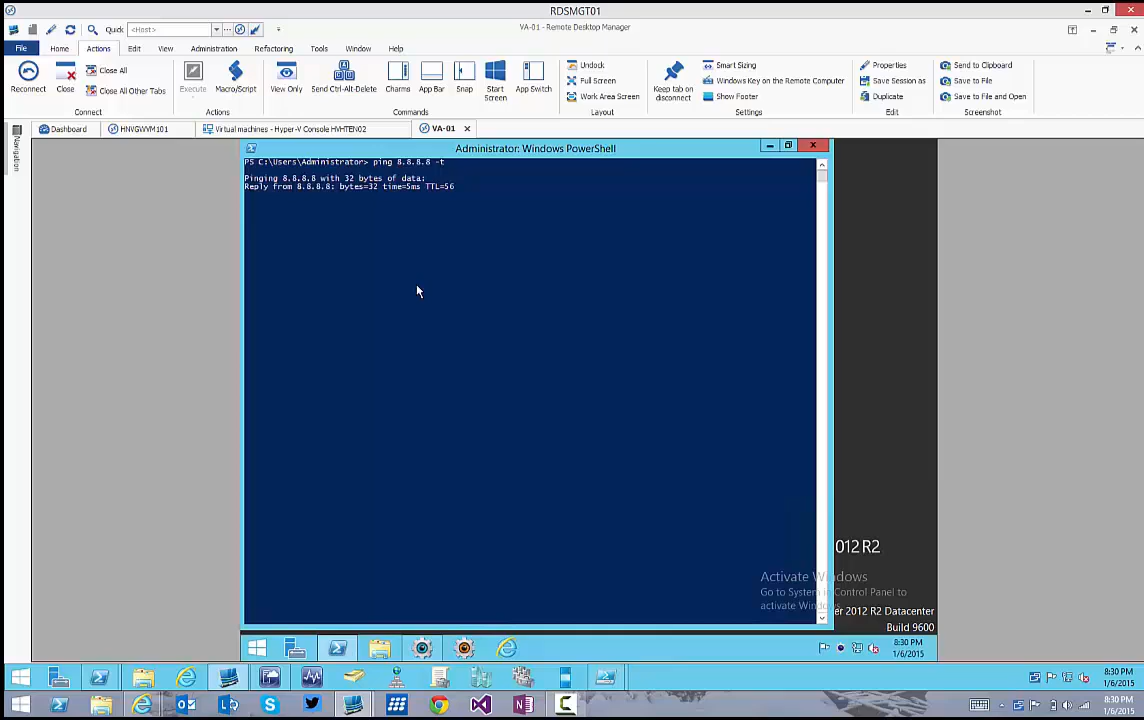 RDSMGT01
VA-01 - Remote Desktop Manager
Quick <Host>
File Home Actions Edit View Administration Refactoring Tools Window Help
Reconnect
Close
Close All
Close All Other Tabs
Connect
Execute
Macro/Script
Actions
View Only
Send Ctrl-Alt-Delete
Charms
App Bar
Snap
Start
Screen
App Switch
Commands
Undock
Full Screen
Work Area Screen
Layout
Keep tab on
disconnect
Smart Sizing
Windows Key on the Remote Computer
Show Footer
Settings
Properties
Save Session as
Duplicate
Edit
Send to Clipboard
Save to File
Save to File and Open
Screenshot
Navigation
Dashboard
HNVGWVM101
Virtual machines - Hyper-V Console HVHTEN02
VA-01
Administrator: Windows PowerShell
PS C:\Users\Administrator> ping 8.8.8.8 -t
Pinging 8.8.8.8 with 32 bytes of data:
Reply from 8.8.8.8: bytes=32 time=5ms TTL=56
012 R2
Activate Windows
Go to System in Control Panel to
activate Windows.
er 2012 R2 Datacenter
Build 9600
8:30 PM
1/6/2015
8:30 PM
1/6/2015
8:30 PM
1/6/2015